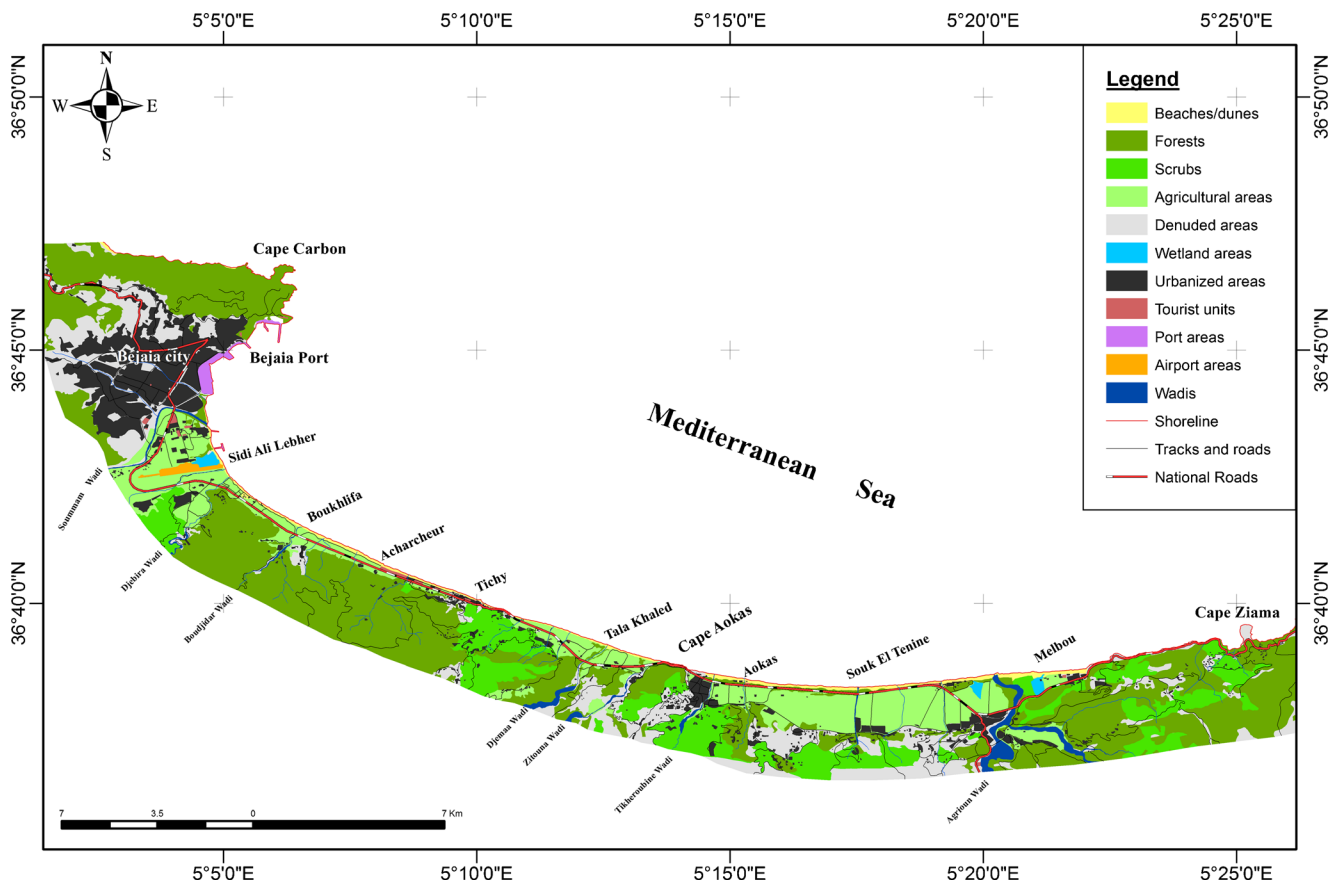 5°5'0"E
5°10'0"E
5°15'0"E
5°20'0"E
5°25'0"E
36°50'0"N
36°50'0"N
N
W
E
S
Legend
Beaches/dunes
Forests
Scrubs
Agricultural areas
Denuded areas
Wetland areas
Urbanized areas
Tourist units
Port areas
Airport areas
Wadis
Shoreline
Tracks and roads
National Roads
Cape Carbon
36°45'0"N
36°45'0"N
Bejaia city
Bejaia Port
Mediterranean Sea
Sidi Ali Lebher
Soummam Wadi
Boukhlifa
Djebira Wadi
Acharcheur
Boudjidar Wadi
Tichy
36°40'0"N
36°40'0"N
Tala Khaled
Cape Aokas
Aokas
Souk El Tenine
Melbou
Cape Ziama
Djemaa Wadi
Zitouna Wadi
Tikheroubine Wadi
Agrioun Wadi
7
3.5
0
7 Km
5°5'0"E
5°10'0"E
5°15'0"E
5°20'0"E
5°25'0"E